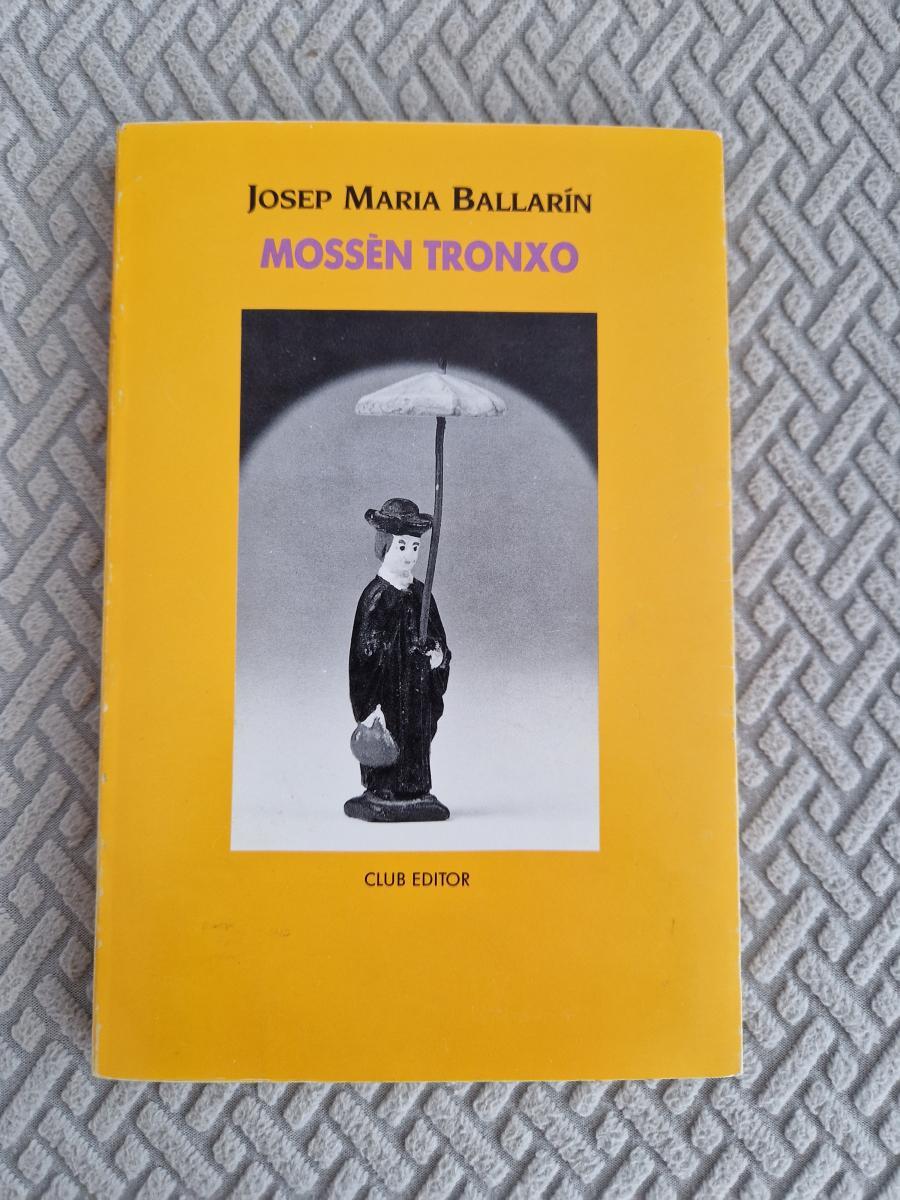 JOSEP MARIA BALLARÍN
MOSSÈN TRONXO
CLUB EDITOR